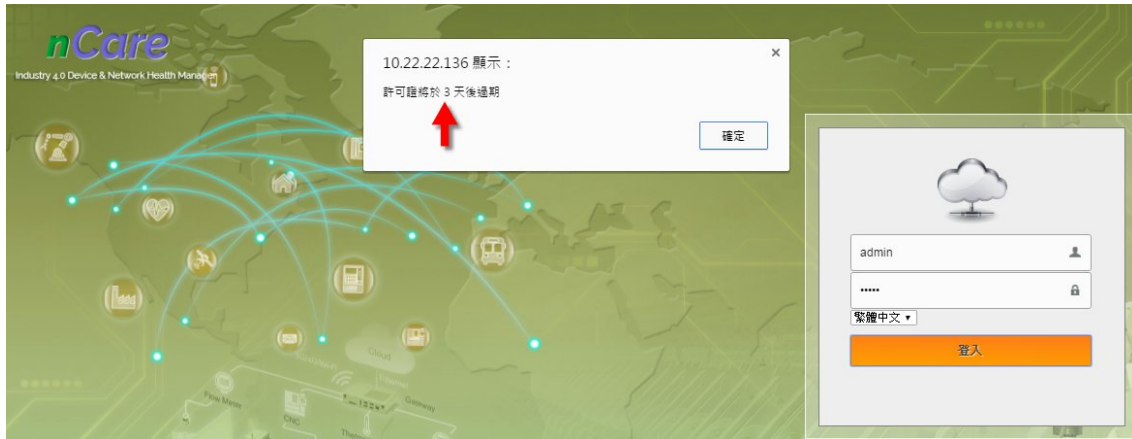 nCare
Industry 4.0 Device & Network Health Manager
10.22.22.136 顯示：
許可證將於 3 天後過期
確定
admin
•••••
繁體中文
登入
Cloud
Ethernet
Flow Meter
CNC
Gateway